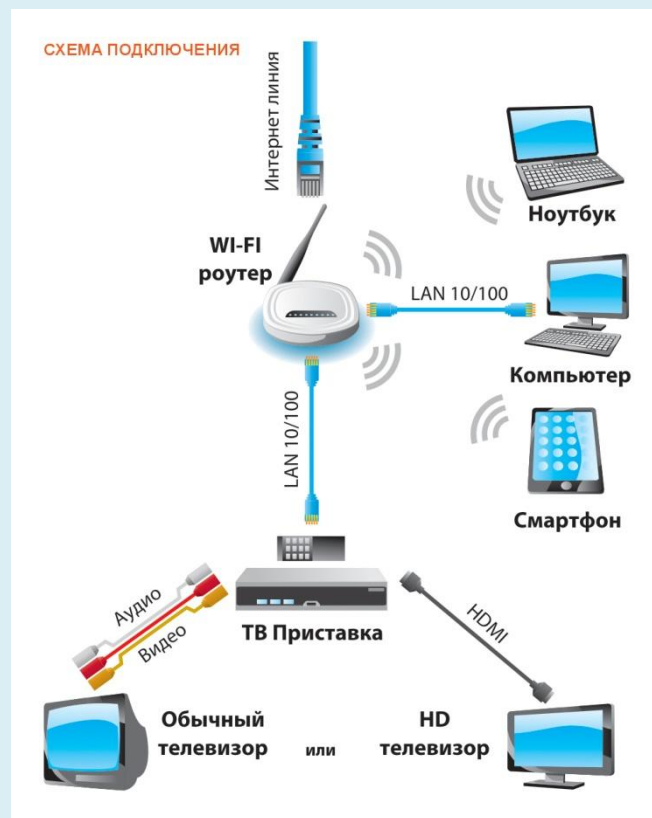 СХЕМА ПОДКЛЮЧЕНИЯ
Интернет линия
WI-FI
роутер
Ноутбук
LAN 10/100
Компьютер
LAN 10/100
Смартфон
ТВ Приставка
Аудио
Видео
HDMI
Обычный
телевизор
или
HD
телевизор